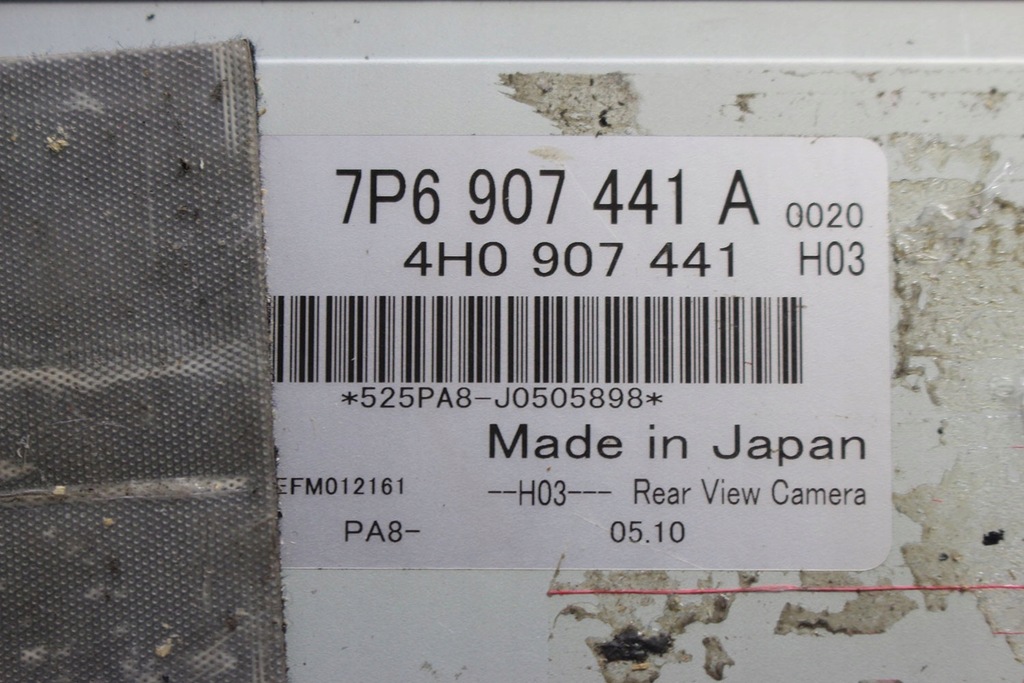 7P6 907 441 A 0020
4H0 907 441 H03
*525PA8-J0505898*
Made in Japan
EFM012161 --H03--- Rear View Camera
PA8- 05.10